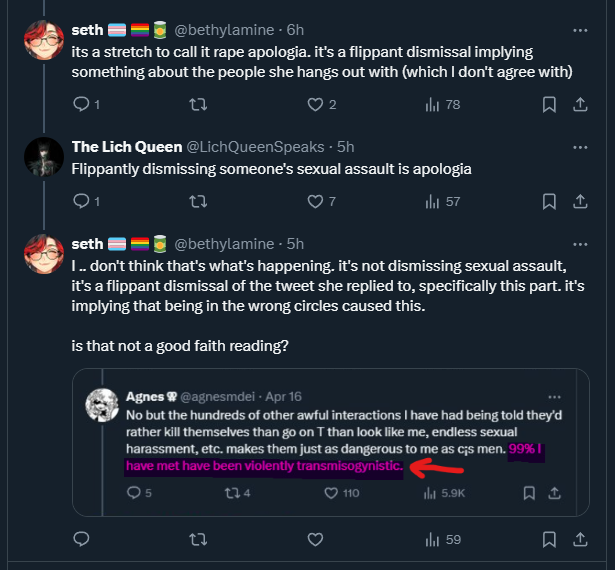 seth 🏳️‍⚧️ 🏳️‍🌈 🥫 @bethylamine · 6h
its a stretch to call it rape apologia. it's a flippant dismissal implying
something about the people she hangs out with (which I don't agree with)
1 2 78
The Lich Queen @LichQueenSpeaks · 5h
Flippantly dismissing someone's sexual assault is apologia
1 7 57
seth 🏳️‍⚧️ 🏳️‍🌈 🥫 @bethylamine · 5h
I .. don't think that's what's happening. it's not dismissing sexual assault,
it's a flippant dismissal of the tweet she replied to, specifically this part. it's
implying that being in the wrong circles caused this.
is that not a good faith reading?
Agnes @agnesmdei · Apr 16
No but the hundreds of other awful interactions I have had being told they'd
rather kill themselves than go on T than look like me, endless sexual
harassment, etc. makes them just as dangerous to me as c¡s men. 99% I
have met have been violently transmisogynistic.
5 4 110 5.9K
59